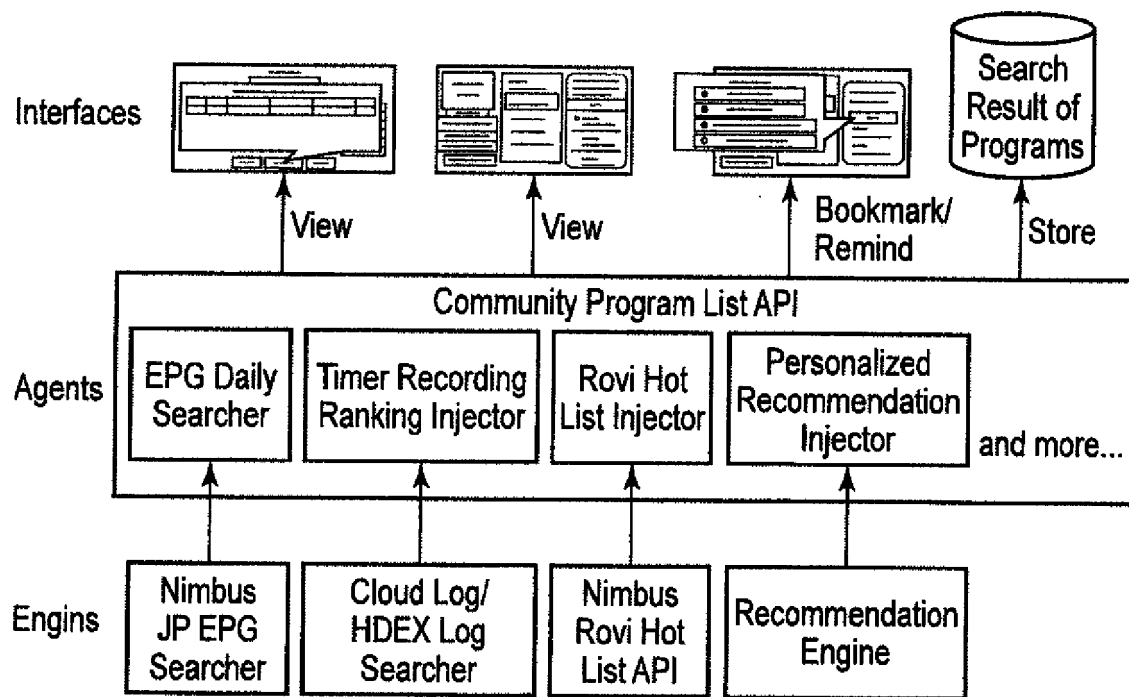 Interfaces
Search
Result of
Programs
View
View
Bookmark/
Remind
Store
Community Program List API
Agents
EPG Daily
Searcher
Timer Recording
Ranking Injector
Rovi Hot
List Injector
Personalized
Recommendation
Injector
and more...
Engins
Nimbus
JP EPG
Searcher
Cloud Log/
HDEX Log
Searcher
Nimbus
Rovi Hot
List API
Recommendation
Engine